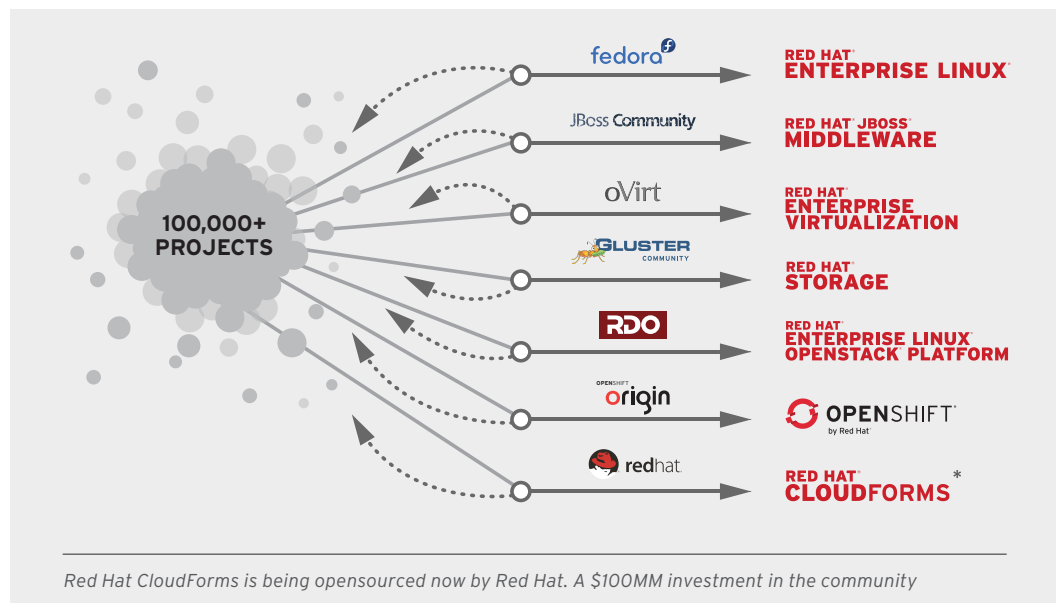 fedora
RED HAT®
ENTERPRISE LINUX®
JBoss Community
RED HAT® JBOSS®
MIDDLEWARE
oVirt
RED HAT®
ENTERPRISE
VIRTUALIZATION
100,000+
PROJECTS
GLUSTER
COMMUNITY
RED HAT®
STORAGE
RDO
RED HAT®
ENTERPRISE LINUX®
OPENSTACK® PLATFORM
OPENSHIFT
origin
OPENSHIFT®
by Red Hat®
redhat.
RED HAT®
CLOUDFORMS *
Red Hat CloudForms is being opensourced now by Red Hat. A $100MM investment in the community